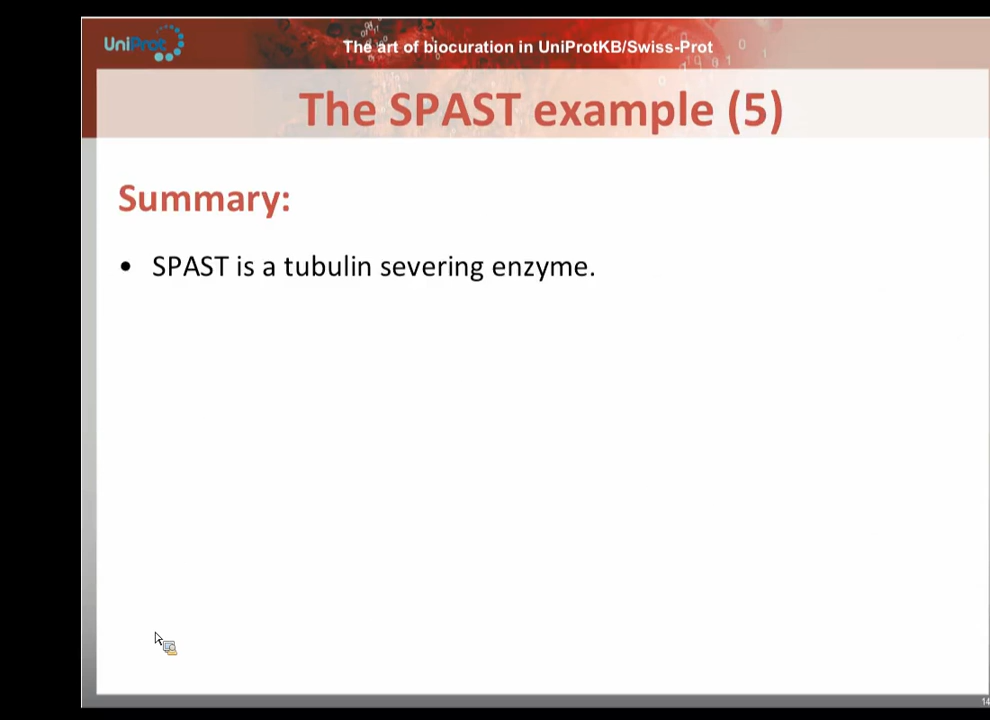 UniProt
The art of biocuration in UniProtKB/Swiss-Prot
The SPAST example (5)
Summary:
• SPAST is a tubulin severing enzyme.
14